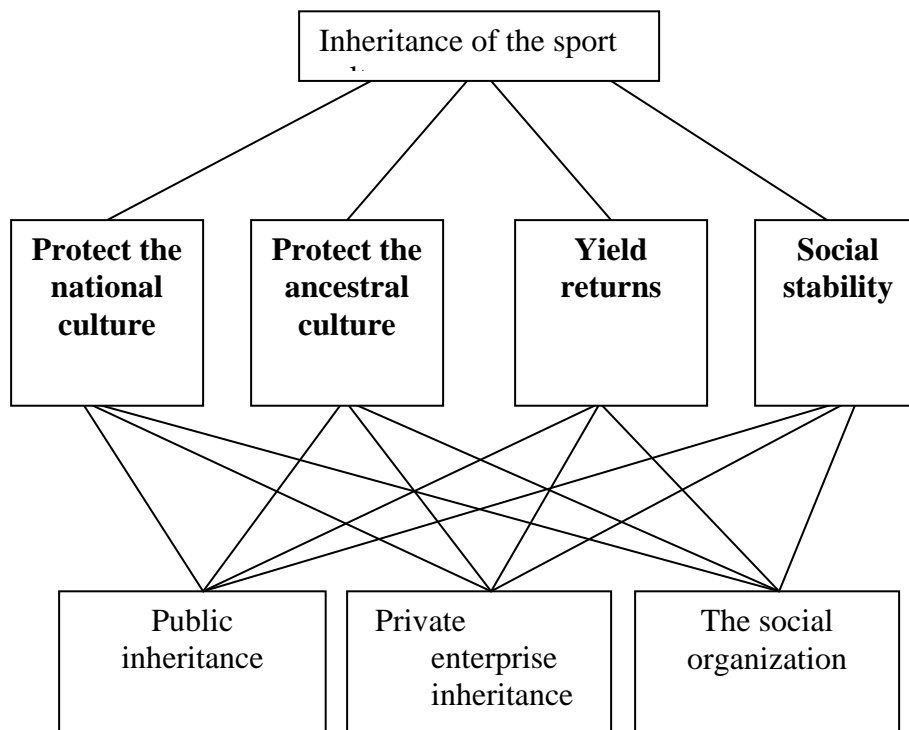 Inheritance of the sport
Protect the
national
culture
Protect the
ancestral
culture
Yield
returns
Social
stability
Public
inheritance
Private
enterprise
inheritance
The social
organization